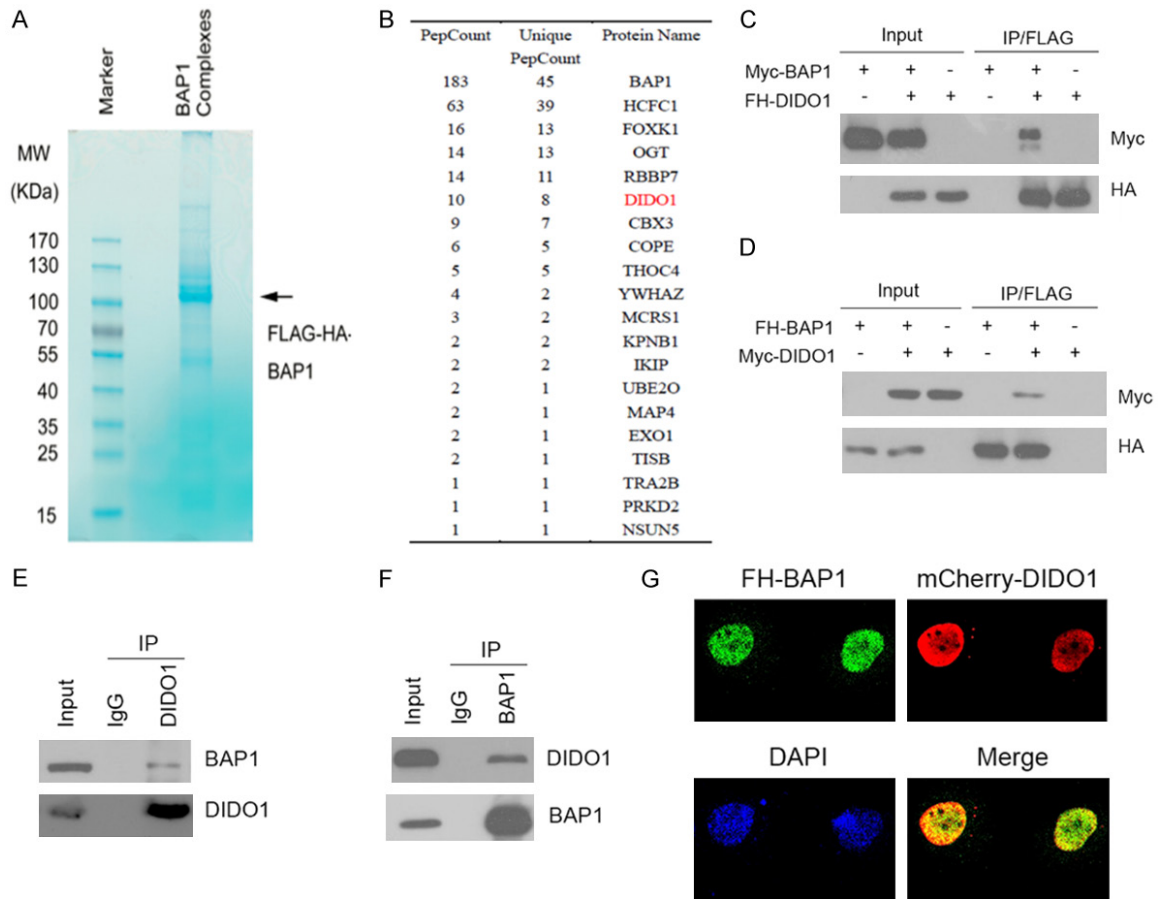 A
Marker
BAP1
Complexes
MW
(KDa)
170
130
100
70
55
40
35
25
15
FLAG-HA-
BAP1
B
PepCount Unique PepCount Protein Name
183 45 BAP1
63 39 HCFC1
16 13 FOXK1
14 13 OGT
14 11 RBBP7
10 8 DIDO1
9 7 CBX3
6 5 COPE
5 5 THOC4
4 2 YWHAZ
3 2 MCRS1
2 2 KPNB1
2 2 IKIP
2 1 UBE2O
2 1 MAP4
2 1 EXO1
2 1 TISB
1 1 TRA2B
1 1 PRKD2
1 1 NSUN5
C
Input IP/FLAG
Myc-BAP1 + + - + + -
FH-DIDO1 - + + - + +
Myc
HA
D
Input IP/FLAG
FH-BAP1 + + - + + -
Myc-DIDO1 - + + - + +
Myc
HA
E
IP
Input IgG DIDO1
BAP1
DIDO1
F
IP
Input IgG BAP1
DIDO1
BAP1
G
FH-BAP1 mCherry-DIDO1
DAPI Merge